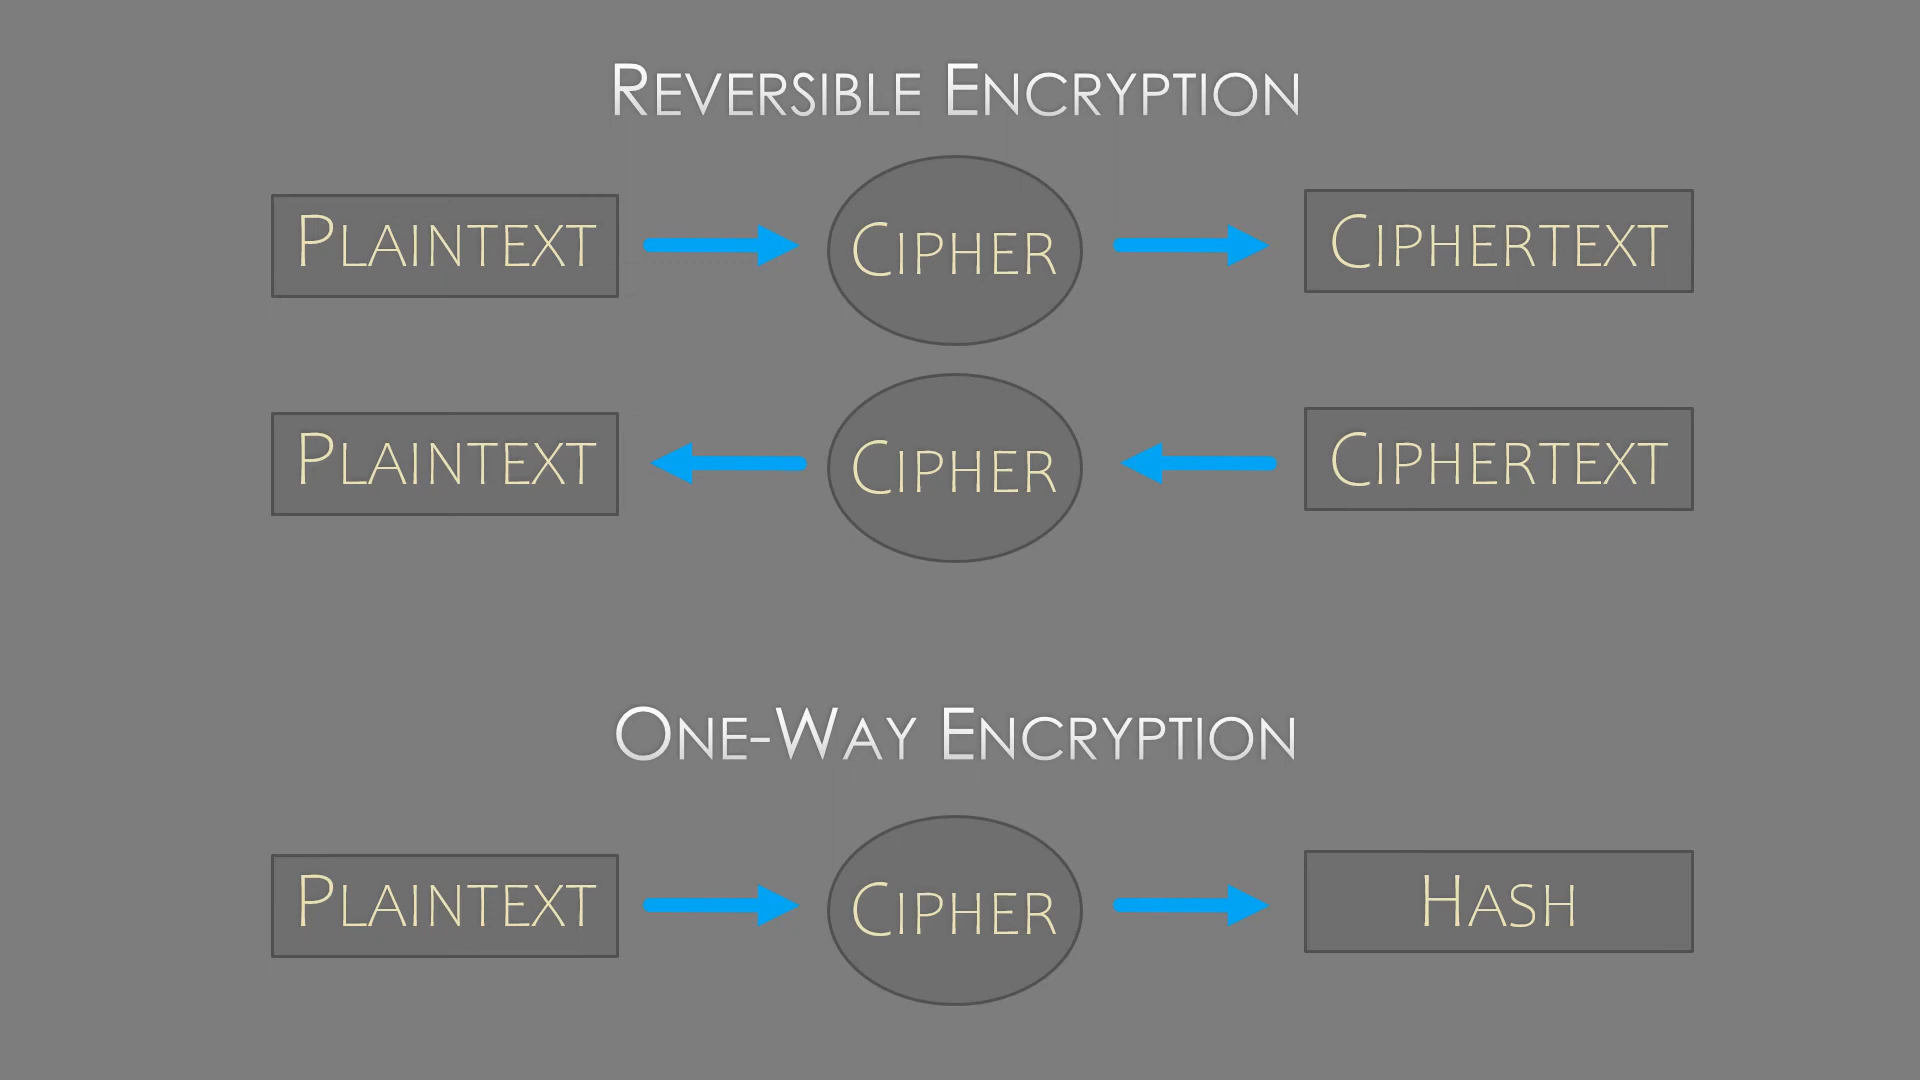 Reversible Encryption
Plaintext Cipher Ciphertext
Plaintext Cipher Ciphertext
One-Way Encryption
Plaintext Cipher Hash